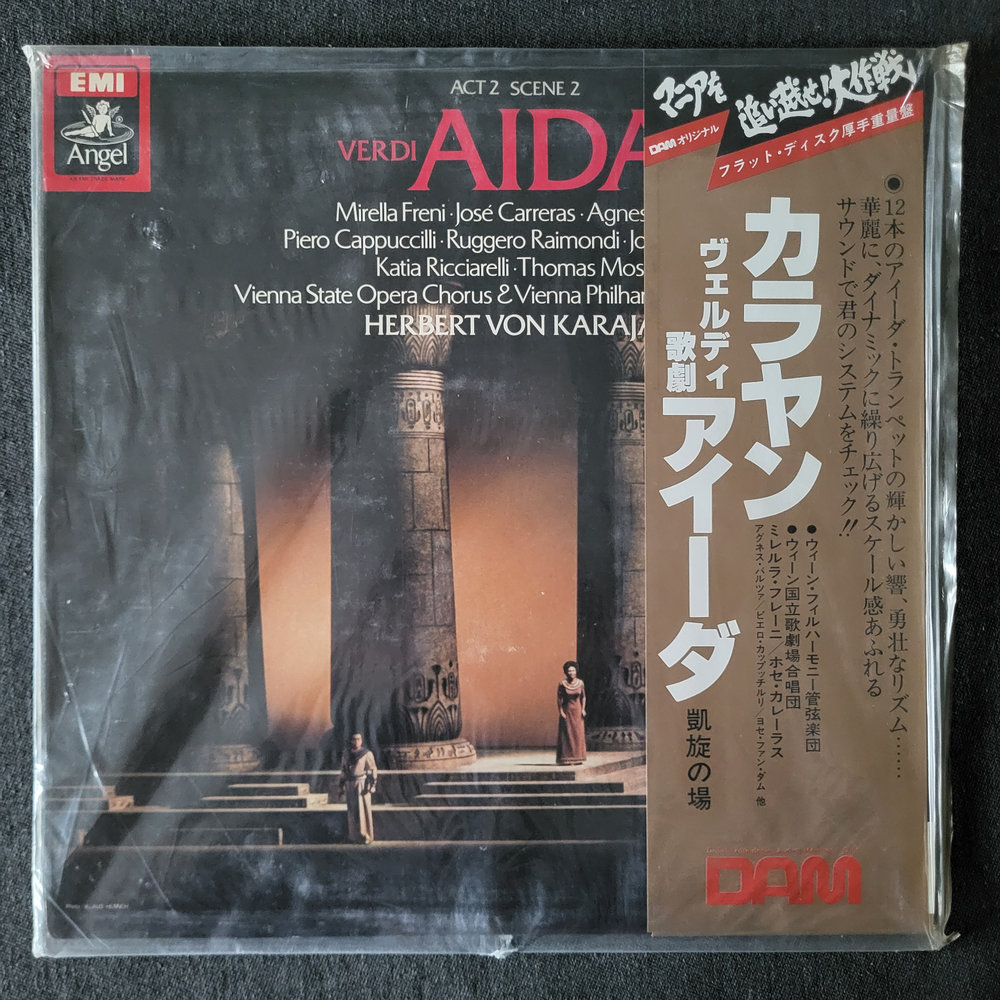 EMI
Angel
ACT 2 SCENE 2
VERDI AIDA
Mirella Freni·José Carreras·Agnes
Piero Cappuccilli·Ruggero Raimondi·Jo
Katia Ricciarelli·Thomas Mos
Vienna State Opera Chorus & Vienna Philhar
HERBERT VON KARAJA
マニアを
追い越せ!大作戦
DAMオリジナル
フラット・ディスク厚手重量盤
●12本のアイーダ・トランペットの輝かしい響、勇壮なリズム……
華麗に、ダイナミックに繰り広げるスケール感あふれる
サウンドで君のシステムをチェック!!
カラヤン
ヴェルディ
歌劇
アイーダ
凱旋の場
●ウィーン・フィルハーモニー管弦楽団
●ウィーン国立歌劇場合唱団
ミレルラ・フレーニ/ホセ・カレーラス
アグネス・バルツァ/ピエロ・カップッチルリ/ヨセ・ファン・ダム 他
DAM